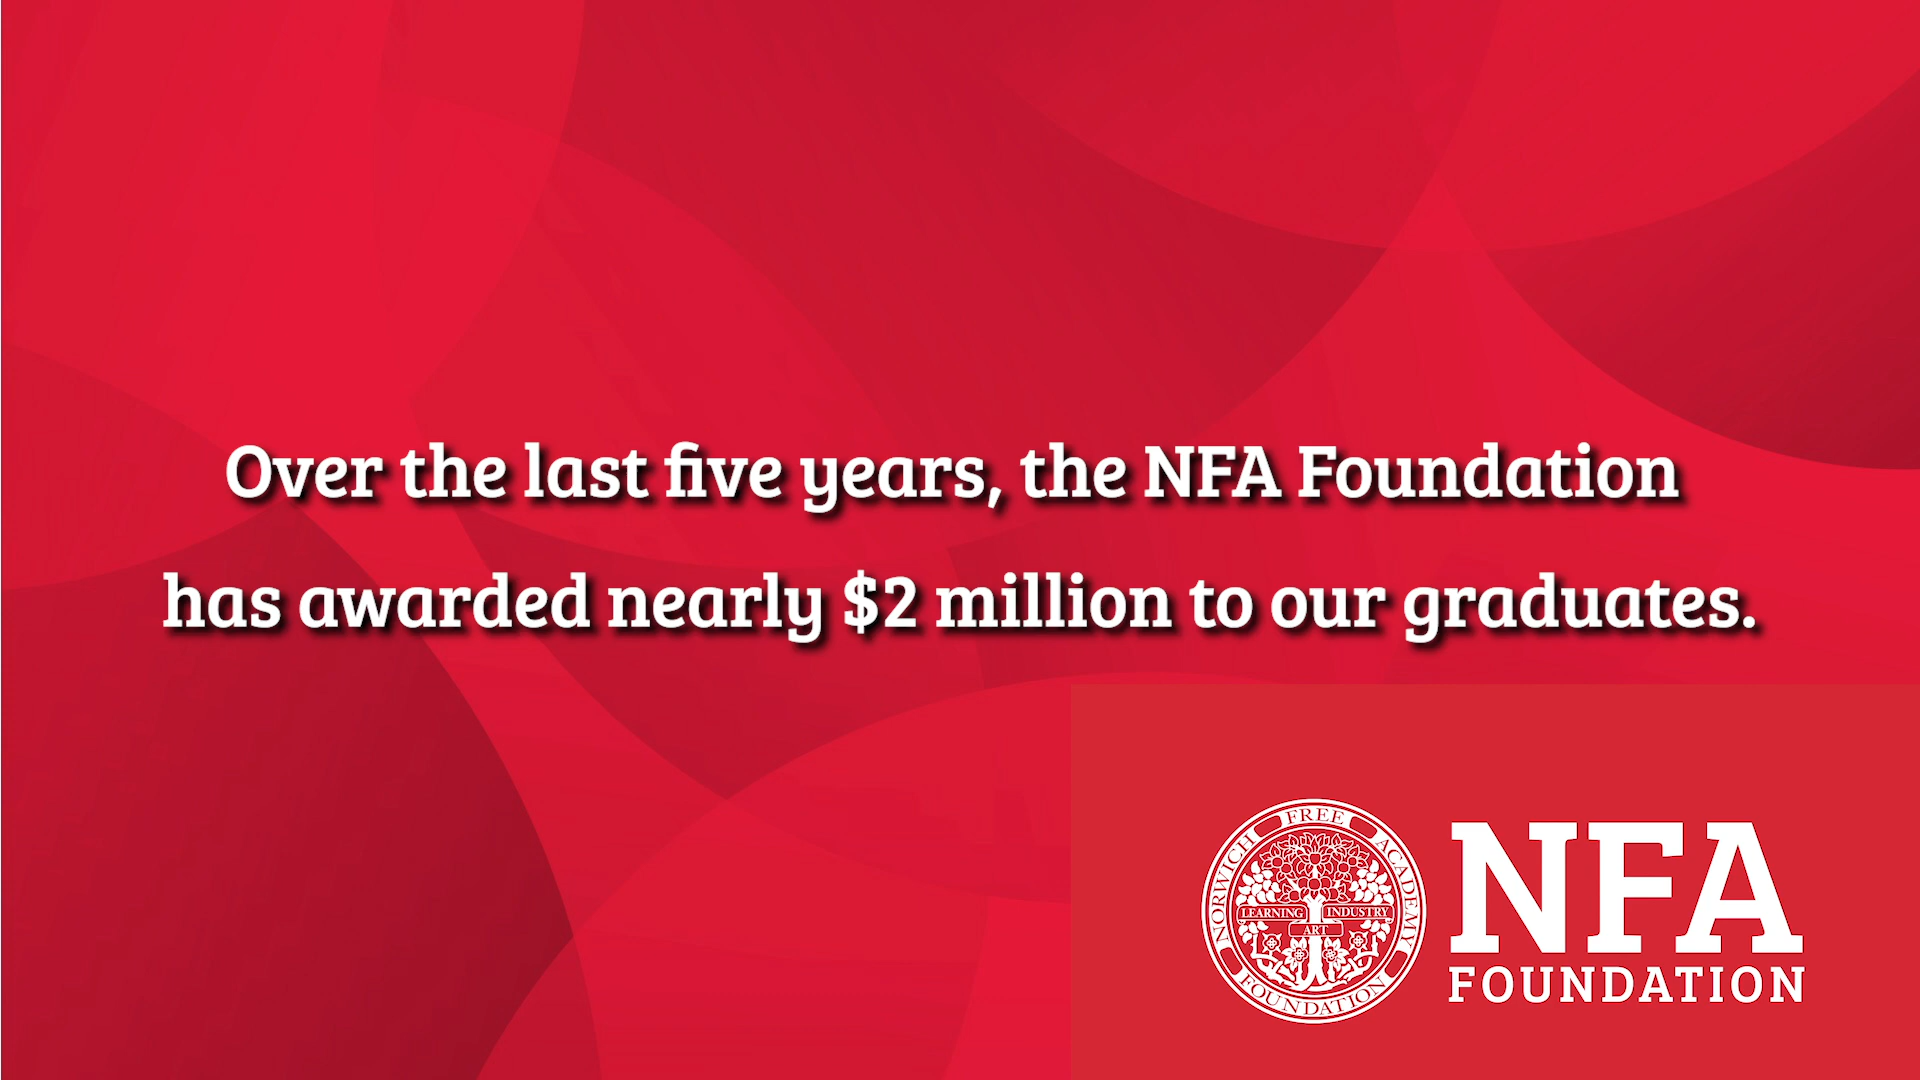 Over the last five years, the NFA Foundation
has awarded nearly $2 million to our graduates.
NORWICH FREE ACADEMY
LEARNING INDUSTRY
ART
FOUNDATION
NFA
FOUNDATION